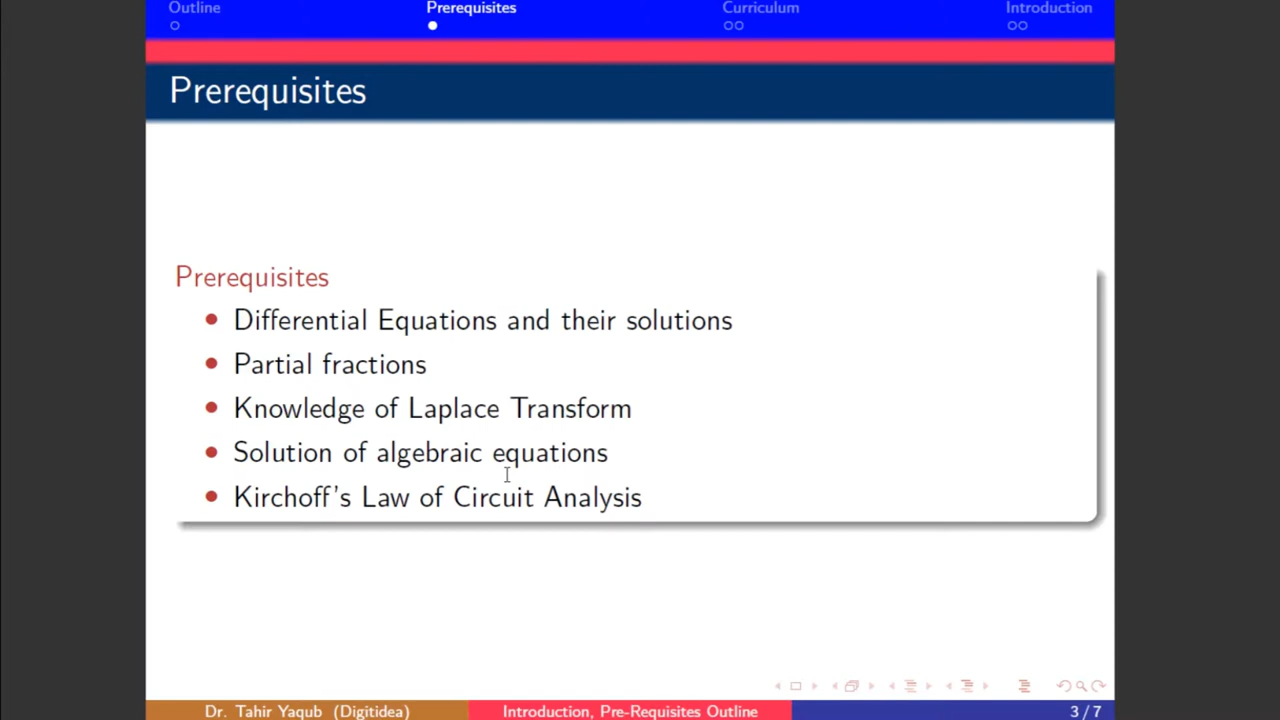 Outline Prerequisites Curriculum Introduction
Prerequisites
Prerequisites
Differential Equations and their solutions
Partial fractions
Knowledge of Laplace Transform
Solution of algebraic equations
Kirchoff's Law of Circuit Analysis
Dr. Tahir Yaqub (Digitidea) Introduction, Pre-Requisites Outline 3 / 7